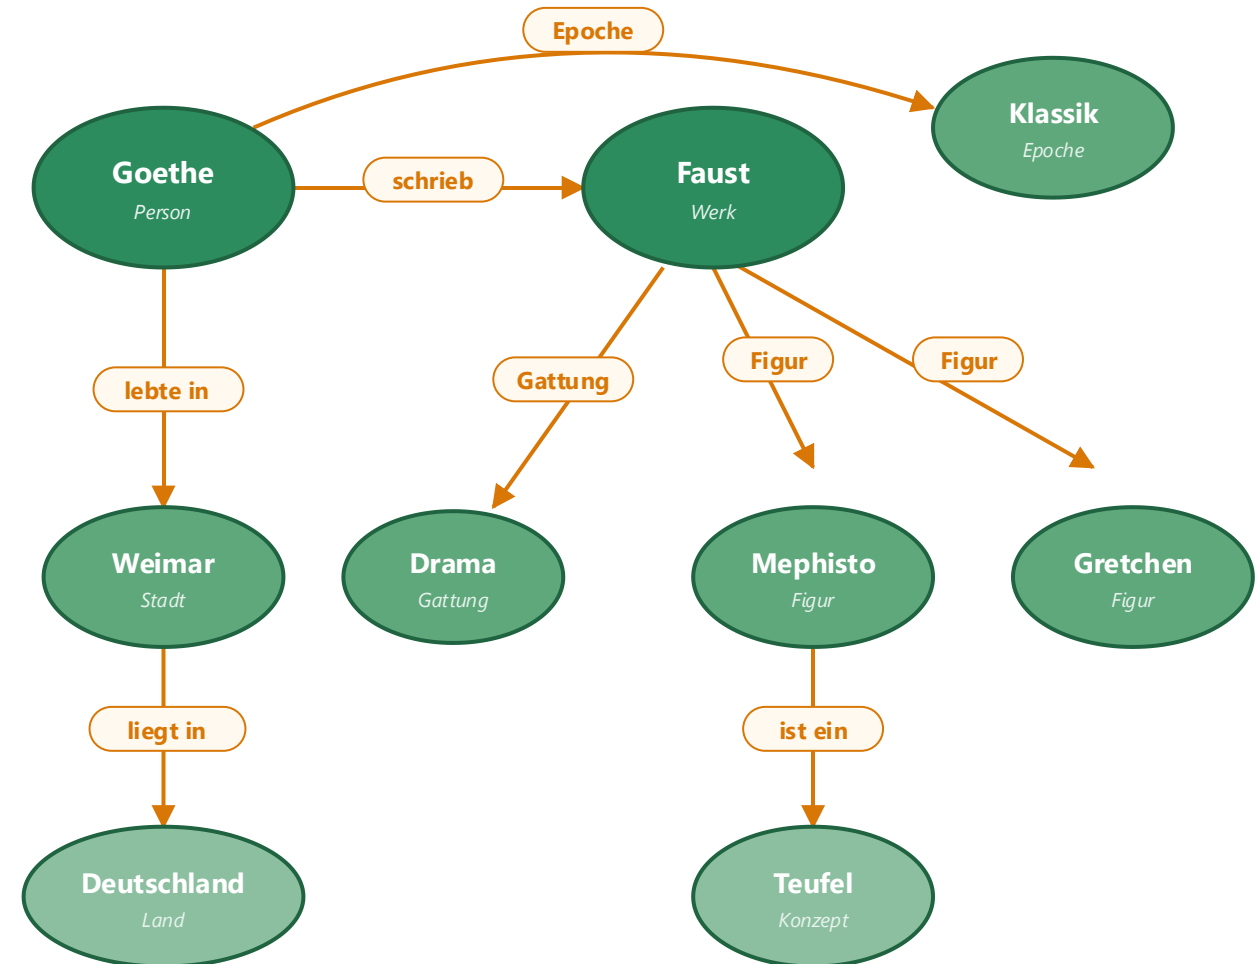 Epoche
Klassik
Epoche
Goethe
Person
schrieb
Faust
Werk
lebte in
Gattung
Figur
Figur
Weimar
Stadt
Drama
Gattung
Mephisto
Figur
Gretchen
Figur
liegt in
ist ein
Deutschland
Land
Teufel
Konzept